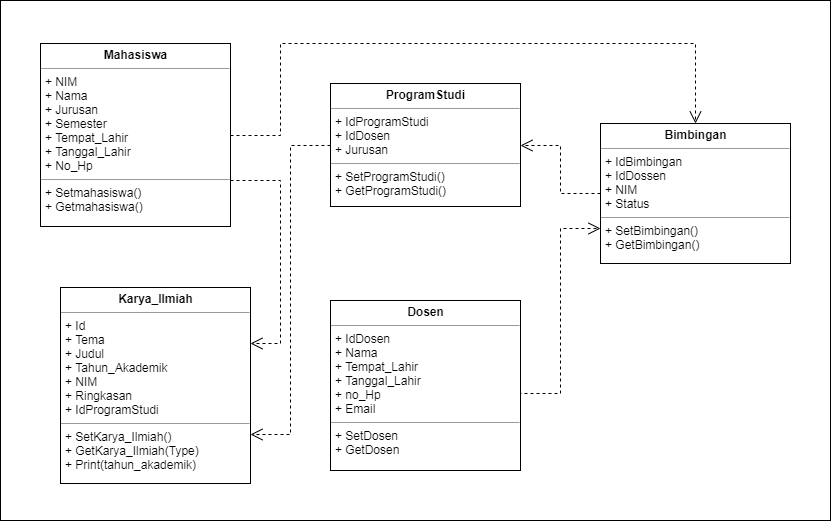 Mahasiswa
+ NIM
+ Nama
+ Jurusan
+ Semester
+ Tempat_Lahir
+ Tanggal_Lahir
+ No_Hp
+ Setmahasiswa()
+ Getmahasiswa()
ProgramStudi
+ IdProgramStudi
+ IdDosen
+ Jurusan
+ SetProgramStudi()
+ GetProgramStudi()
Bimbingan
+ IdBimbingan
+ IdDossen
+ NIM
+ Status
+ SetBimbingan()
+ GetBimbingan()
Karya_Ilmiah
+ Id
+ Tema
+ Judul
+ Tahun_Akademik
+ NIM
+ Ringkasan
+ IdProgramStudi
+ SetKarya_Ilmiah()
+ GetKarya_Ilmiah(Type)
+ Print(tahun_akademik)
Dosen
+ IdDosen
+ Nama
+ Tempat_Lahir
+ Tanggal_Lahir
+ no_Hp
+ Email
+ SetDosen
+ GetDosen